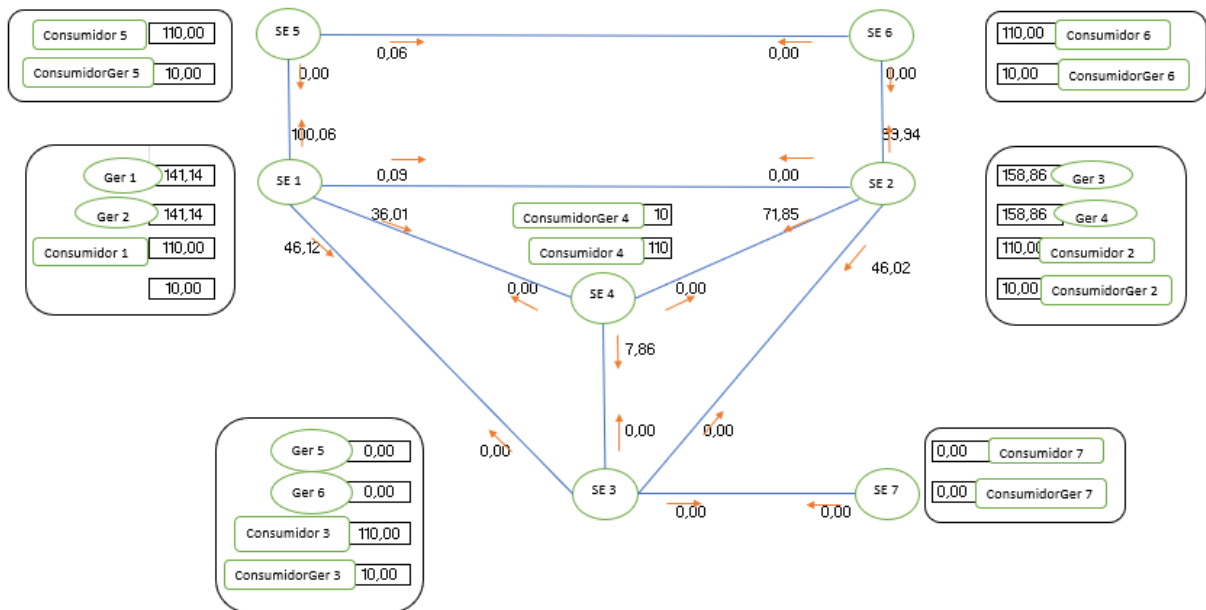 SE 5
SE 6
Consumidor 5 110,00
ConsumidorGer 5 10,00
110,00 Consumidor 6
10,00 ConsumidorGer 6
0,06
0,00
0,00
0,00
100,06
99,94
Ger 1 141,14
Ger 2 141,14
Consumidor 1 110,00
10,00
SE 1
SE 2
0,09
0,00
158,86 Ger 3
158,86 Ger 4
110,00 Consumidor 2
10,00 ConsumidorGer 2
36,01
71,85
46,12
46,02
ConsumidorGer 4 10
Consumidor 4 110
0,00
SE 4
0,00
7,86
0,00
0,00
0,00
Ger 5 0,00
Ger 6 0,00
Consumidor 3 110,00
ConsumidorGer 3 10,00
SE 3
SE 7
0,00
0,00
0,00 Consumidor 7
0,00 ConsumidorGer 7